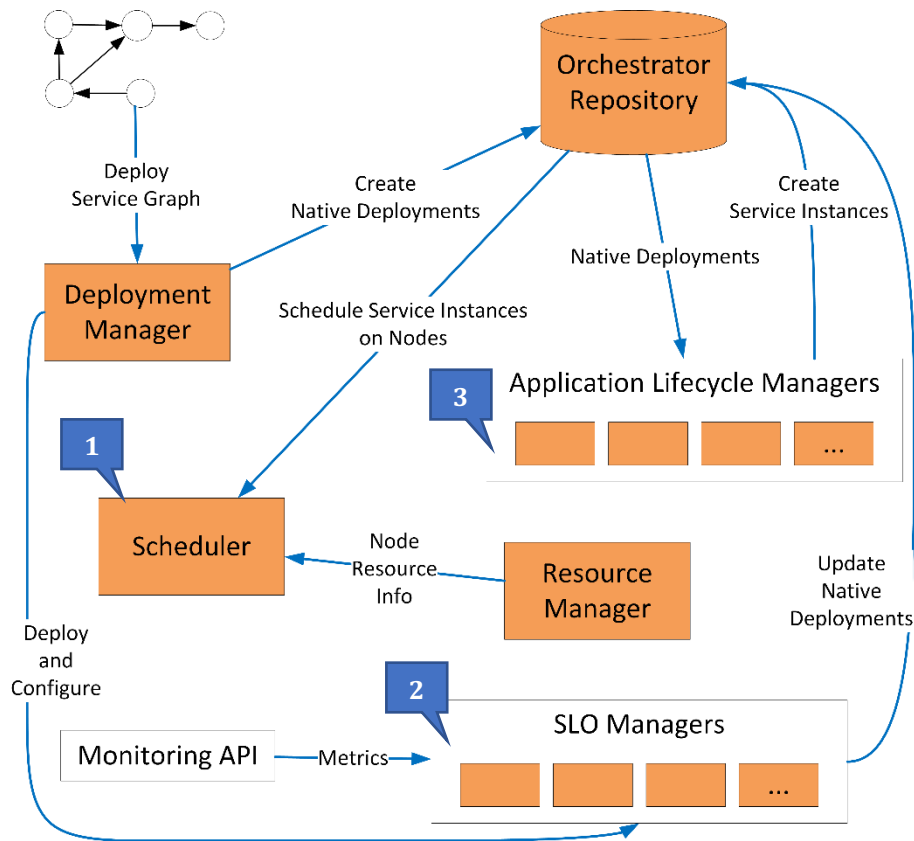 Orchestrator
Repository
Deploy
Service Graph
Create
Native Deployments
Create
Service Instances
Native Deployments
Deployment
Manager
Schedule Service Instances
on Nodes
Application Lifecycle Managers
3
...
1
Scheduler
Node
Resource
Info
Resource
Manager
Update
Native
Deployments
Deploy
and
Configure
2
SLO Managers
Monitoring API
Metrics
...